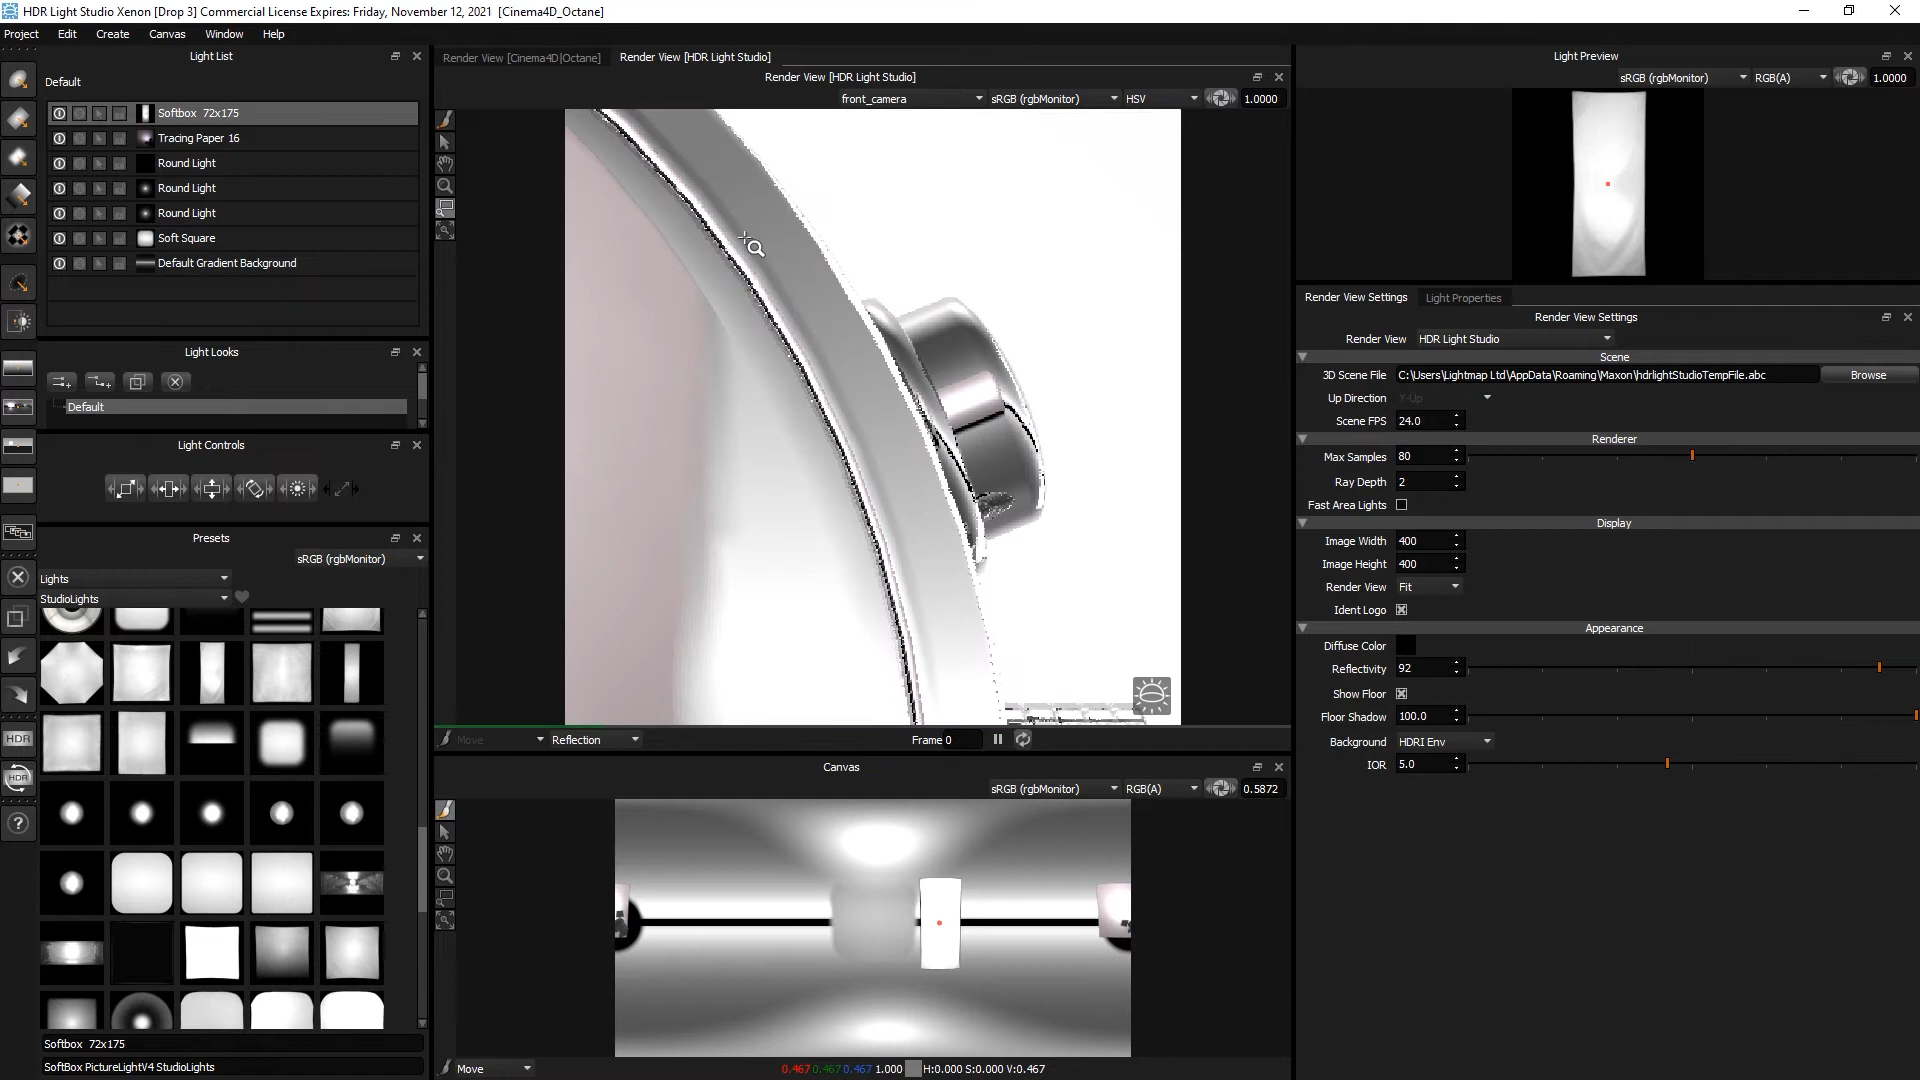 HDR Light Studio Xenon [Drop 3] Commercial License Expires: Friday, November 12, 2021 [Cinema4D_Octane]
Project Edit Create Canvas Window Help
Light List
Default
Softbox 72x175
Tracing Paper 16
Round Light
Round Light
Round Light
Soft Square
Default Gradient Background
Light Looks
Default
Light Controls
Presets
sRGB (rgbMonitor)
Lights
StudioLights
HDR
HDR
Softbox 72x175
SoftBox PictureLightV4 StudioLights
Render View [Cinema4D|Octane] Render View [HDR Light Studio]
Render View [HDR Light Studio]
front_camera sRGB (rgbMonitor) HSV 1.0000
Move Reflection Frame 0
Canvas
sRGB (rgbMonitor) RGB(A) 0.5872
Move 0.467 0.467 0.467 1.000 H:0.000 S:0.000 V:0.467
Light Preview
sRGB (rgbMonitor) RGB(A) 1.0000
Render View Settings Light Properties
Render View Settings
Render View HDR Light Studio
Scene
3D Scene File C:\Users\Lightmap Ltd\AppData\Roaming\Maxon\hdrlightStudioTempFile.abc Browse
Up Direction Y-Up
Scene FPS 24.0
Renderer
Max Samples 80
Ray Depth 2
Fast Area Lights
Display
Image Width 400
Image Height 400
Render View Fit
Ident Logo
Appearance
Diffuse Color
Reflectivity 92
Show Floor
Floor Shadow 100.0
Background HDRI Env
IOR 5.0